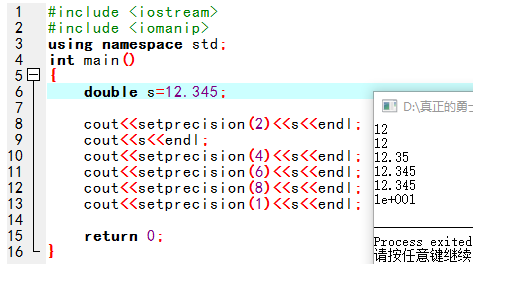 1 #include <iostream>
2 #include <iomanip>
3 using namespace std;
4 int main()
5 {
6 double s=12.345;
7
8 cout<<setprecision(2)<<s<<endl;
9 cout<<s<<endl;
10 cout<<setprecision(4)<<s<<endl;
11 cout<<setprecision(6)<<s<<endl;
12 cout<<setprecision(8)<<s<<endl;
13 cout<<setprecision(1)<<s<<endl;
14
15 return 0;
16 }
D:\真正的勇士
12
12
12.35
12.345
12.345
1e+001
Process exited
请按任意键继续